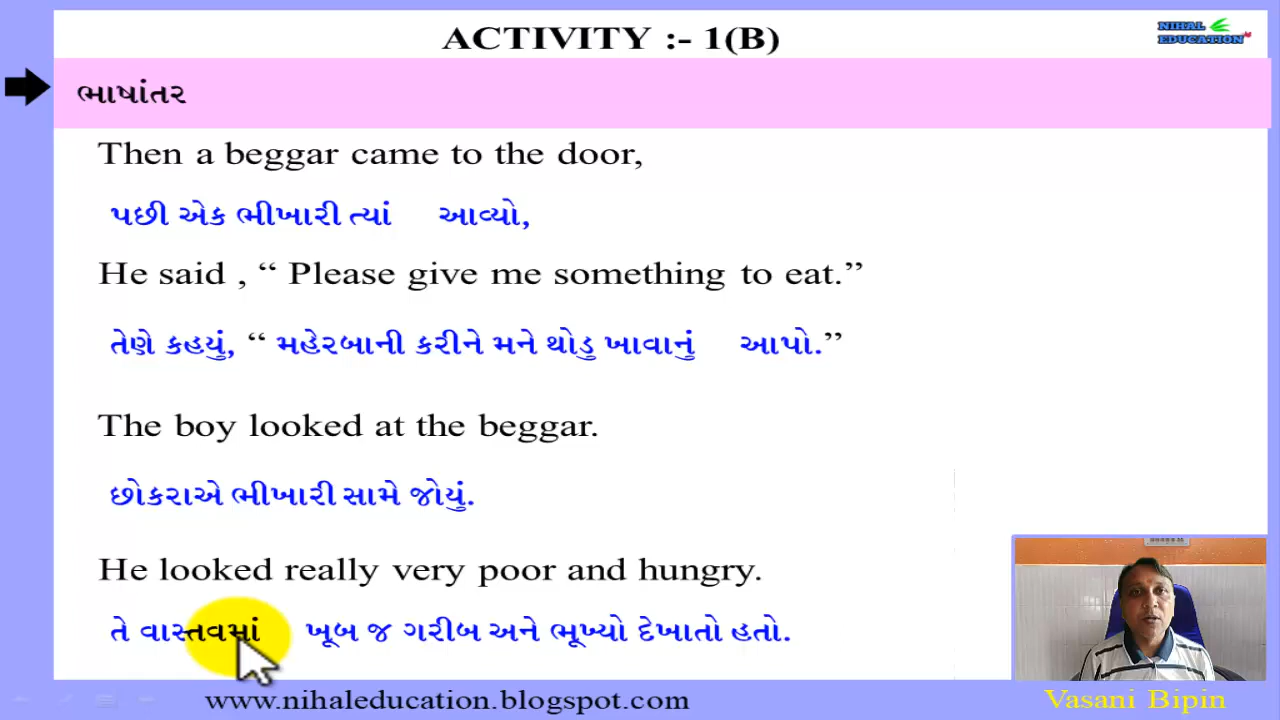 ACTIVITY :- 1(B)
NIHAL
EDUCATION
ભાષાંતર
Then a beggar came to the door,
પછી એક ભીખારી ત્યાં આવ્યો,
He said , “ Please give me something to eat.”
તેણે કહયું, “ મહેરબાની કરીને મને થોડુ ખાવાનું આપો.”
The boy looked at the beggar.
છોકરાએ ભીખારી સામે જોયું.
He looked really very poor and hungry.
તે વાસ્તવમાં ખૂબ જ ગરીબ અને ભૂખ્યો દેખાતો હતો.
www.nihaleducation.blogspot.com
Vasani Bipin